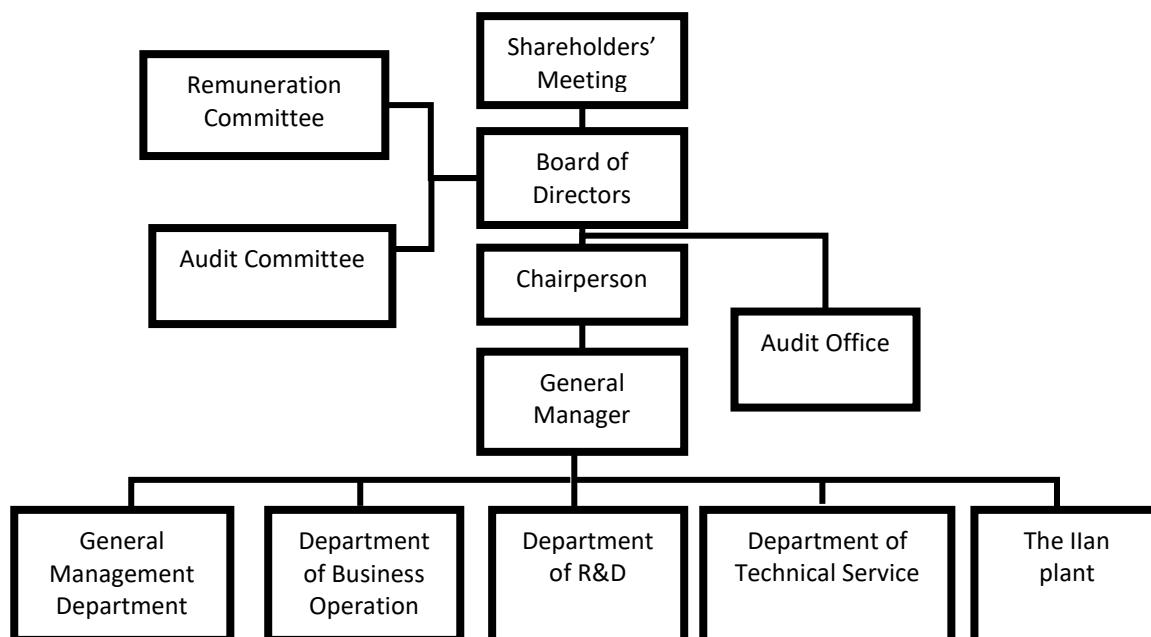 Shareholders’
Meeting
Remuneration
Committee
Board of
Directors
Audit Committee
Chairperson
Audit Office
General
Manager
General
Management
Department
Department
of Business
Operation
Department
of R&D
Department of
Technical Service
The IIan
plant